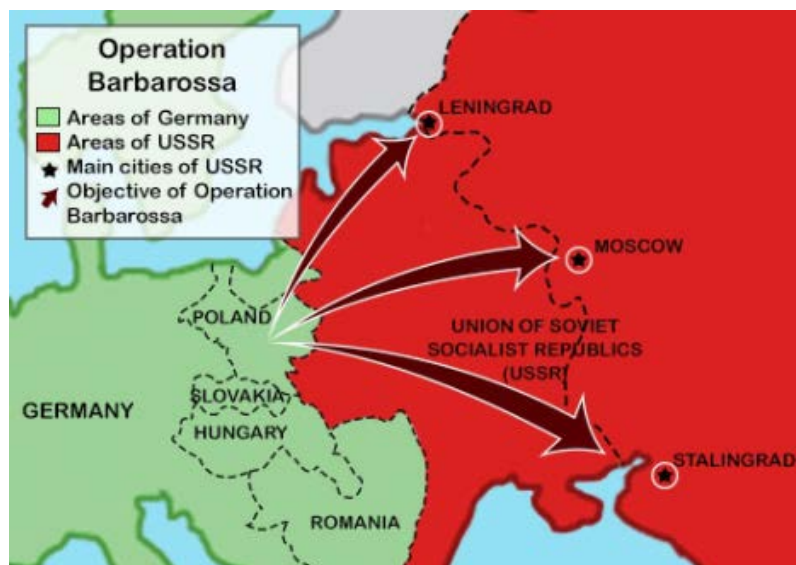 Operation
Barbarossa
Areas of Germany
Areas of USSR
Main cities of USSR
Objective of Operation
Barbarossa
LENINGRAD
MOSCOW
POLAND
UNION OF SOVIET
SOCIALIST REPUBLICS
(USSR)
SLOVAKIA
GERMANY
HUNGARY
STALINGRAD
ROMANIA